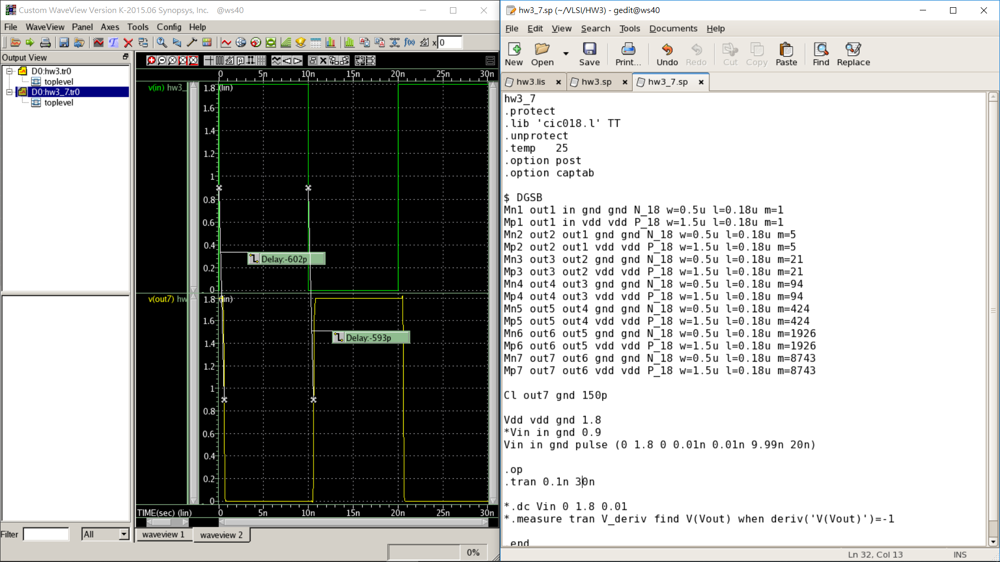 Custom WaveView Version K-2015.06 Synopsys, Inc. @ws40
File WaveView Panel Axes Tools Config Help
x 0
Output View
D0:hw3.tr0
toplevel
D0:hw3_7.tr0
toplevel
Filter
All
0 5n 10n 15n 20n 25n 30n
v(in) hw3_
(lin)
1.8
1.6
1.4
1.2
1
0.8
0.6
0.4
0.2
0
Delay:-602p
v(out7) hw
(lin)
1.8
1.6
1.4
1.2
1
0.8
0.6
0.4
0.2
0
Delay:-593p
TIME(sec) (lin)
0 5n 10n 15n 20n 25n 30n
waveview 1 waveview 2
0%
hw3_7.sp (~/VLSI/HW3) - gedit@ws40
File Edit View Search Tools Documents Help
New Open Save Print... Undo Redo Cut Copy Paste Find Replace
hw3.lis hw3.sp hw3_7.sp
hw3_7
.protect
.lib 'cic018.l' TT
.unprotect
.temp 25
.option post
.option captab
$ DGSB
Mn1 out1 in gnd gnd N_18 w=0.5u l=0.18u m=1
Mp1 out1 in vdd vdd P_18 w=1.5u l=0.18u m=1
Mn2 out2 out1 gnd gnd N_18 w=0.5u l=0.18u m=5
Mp2 out2 out1 vdd vdd P_18 w=1.5u l=0.18u m=5
Mn3 out3 out2 gnd gnd N_18 w=0.5u l=0.18u m=21
Mp3 out3 out2 vdd vdd P_18 w=1.5u l=0.18u m=21
Mn4 out4 out3 gnd gnd N_18 w=0.5u l=0.18u m=94
Mp4 out4 out3 vdd vdd P_18 w=1.5u l=0.18u m=94
Mn5 out5 out4 gnd gnd N_18 w=0.5u l=0.18u m=424
Mp5 out5 out4 vdd vdd P_18 w=1.5u l=0.18u m=424
Mn6 out6 out5 gnd gnd N_18 w=0.5u l=0.18u m=1926
Mp6 out6 out5 vdd vdd P_18 w=1.5u l=0.18u m=1926
Mn7 out7 out6 gnd gnd N_18 w=0.5u l=0.18u m=8743
Mp7 out7 out6 vdd vdd P_18 w=1.5u l=0.18u m=8743
Cl out7 gnd 150p
Vdd vdd gnd 1.8
*Vin in gnd 0.9
Vin in gnd pulse (0 1.8 0 0.01n 0.01n 9.99n 20n)
.op
.tran 0.1n 30n
*.dc Vin 0 1.8 0.01
*.measure tran V_deriv find V(Vout) when deriv('V(Vout)')=-1
.end
Ln 32, Col 13 INS